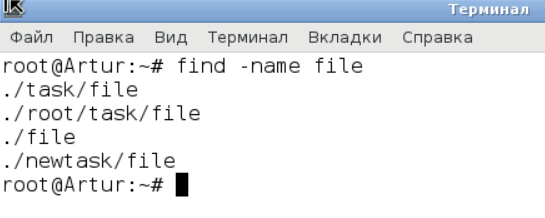 Терминал
Файл Правка Вид Терминал Вкладки Справка
root@Artur:~# find -name file
./task/file
./root/task/file
./file
./newtask/file
root@Artur:~#